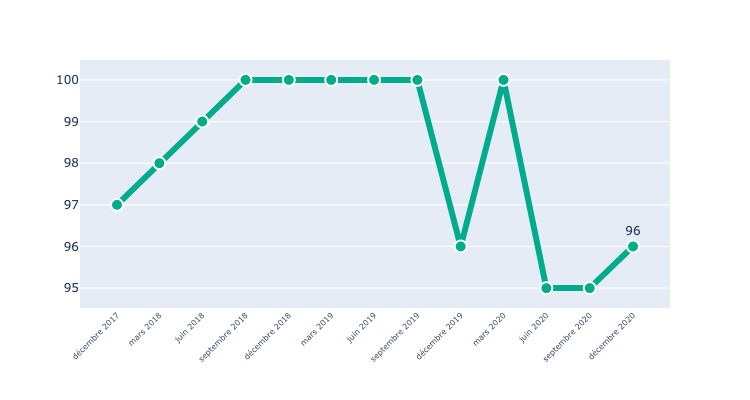 100
99
98
97
96
95
96
décembre 2017
mars 2018
juin 2018
septembre 2018
décembre 2018
mars 2019
juin 2019
septembre 2019
décembre 2019
mars 2020
juin 2020
septembre 2020
décembre 2020